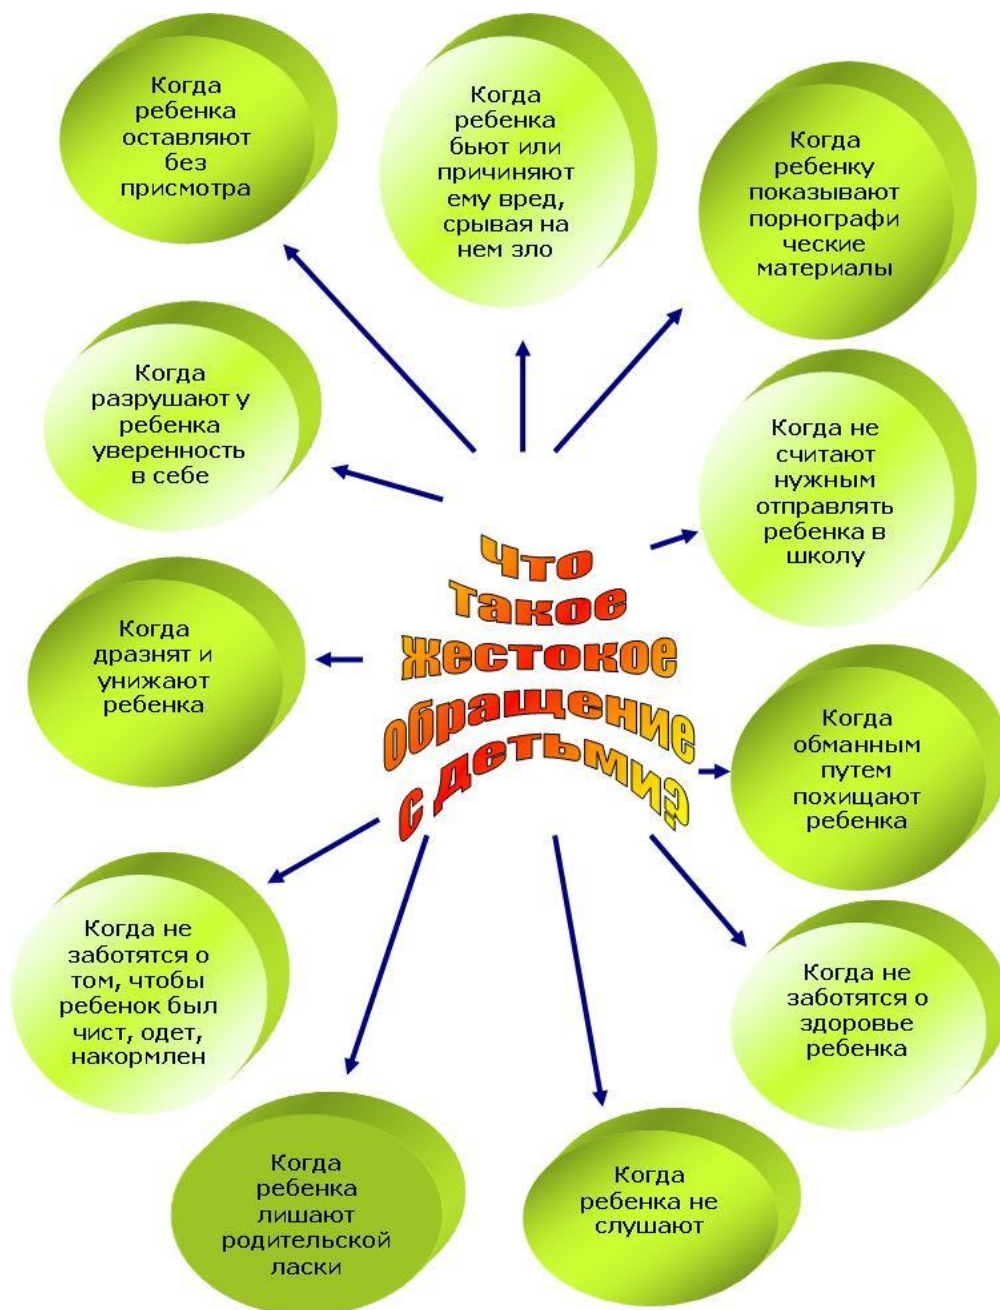 Когда
ребенка
оставляют
без
присмотра
Когда
ребенка
бьют или
причиняют
ему вред,
срывая на
нем зло
Когда
ребенку
показывают
порнографи
ческие
материалы
Когда
разрушают у
ребенка
уверенность
в себе
Когда не
считают
нужным
отправлять
ребенка в
школу
Что
такое
жестокое
обращение
с детьми?
Когда
дразнят и
унижают
ребенка
Когда
обманным
путем
похищают
ребенка
Когда не
заботятся о
том, чтобы
ребенок был
чист, одет,
накормлен
Когда не
заботятся о
здоровье
ребенка
Когда
ребенка
лишают
родительской
ласки
Когда
ребенка не
слушают